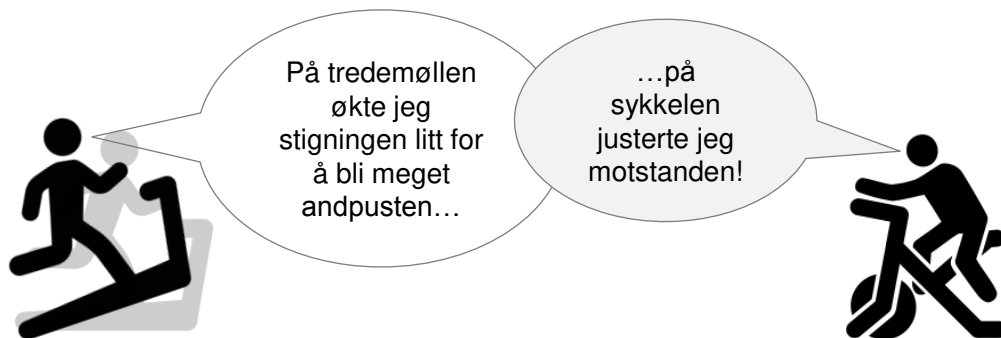 På tredemøllen
økte jeg
stigningen litt for
å bli meget
andpusten…
…på
sykkelen
justerte jeg
motstanden!